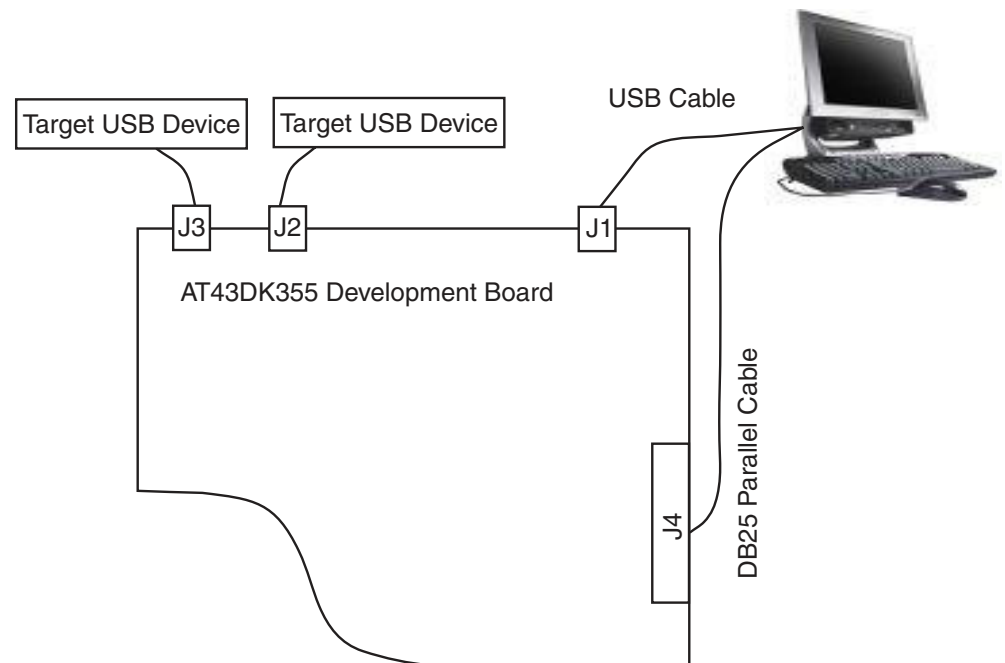 USB Cable
Target USB Device
Target USB Device
J3
J2
J1
AT43DK355 Development Board
DB25 Parallel Cable
J4